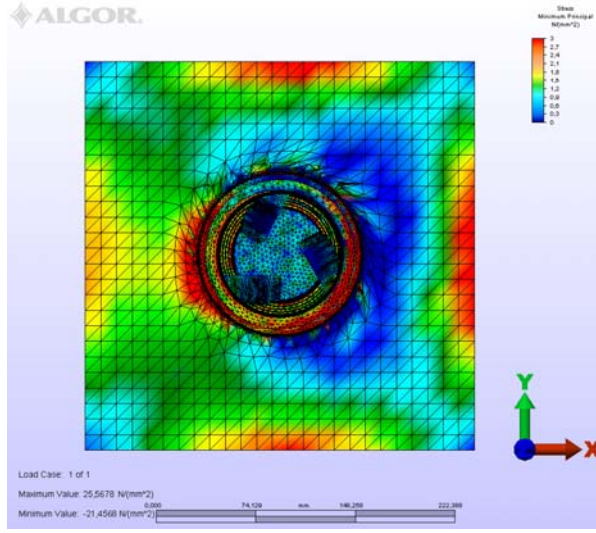 ALGOR.
Stress
Minimum Principal
N/(mm^2)
3
2,7
2,4
2,1
1,8
1,5
1,2
0,9
0,6
0,3
0
Y
X
Load Case: 1 of 1
Maximum Value: 25,5678 N/(mm^2)
Minimum Value: -21,4568 N/(mm^2)
0,000 74,129 mm 148,259 222,388